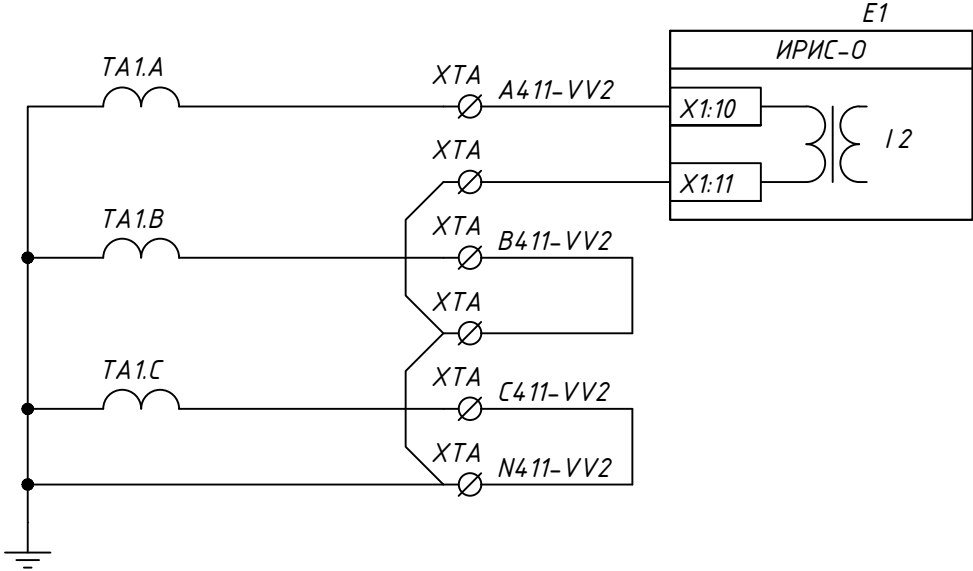 E1
ИРИС-О
TA1.A
XTA
A411-VV2
X1:10
I 2
XTA
X1:11
TA1.B
XTA
B411-VV2
XTA
TA1.C
XTA
C411-VV2
XTA
N411-VV2